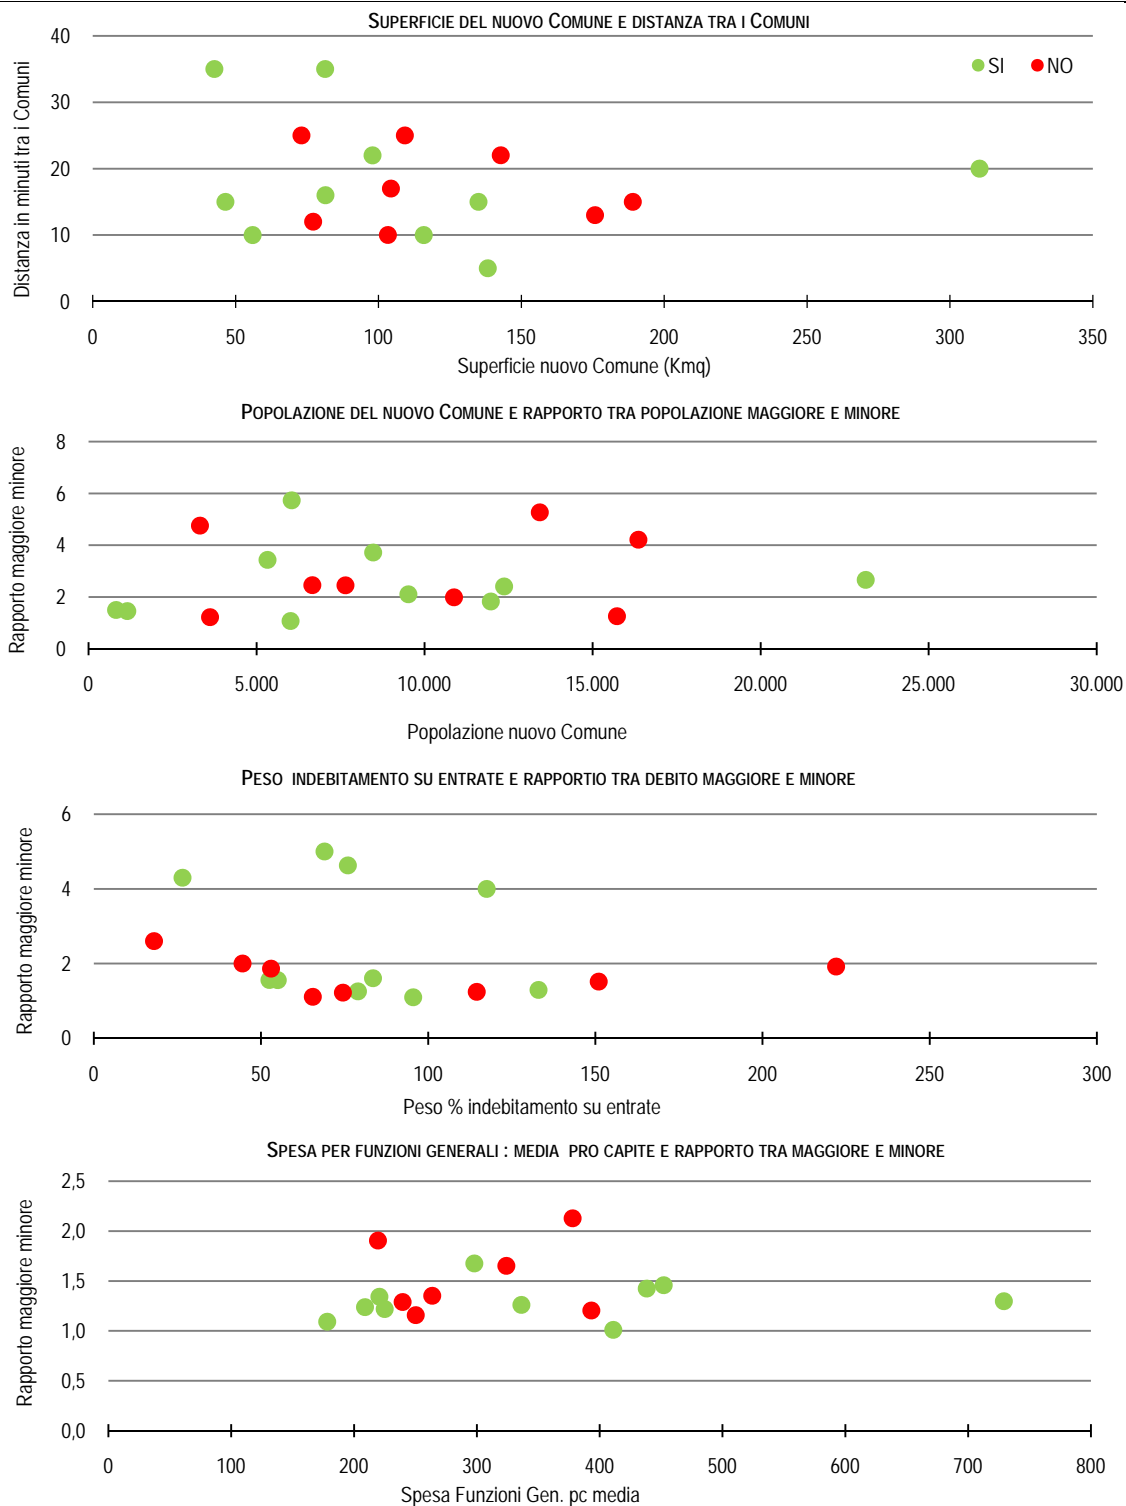 SUPERFICIE DEL NUOVO COMUNE E DISTANZA TRA I COMUNI
Distanza in minuti tra i Comuni
40
30
20
10
0
SI NO
0 50 100 150 200 250 300 350
Superficie nuovo Comune (Kmq)
POPOLAZIONE DEL NUOVO COMUNE E RAPPORTO TRA POPOLAZIONE MAGGIORE E MINORE
Rapporto maggiore minore
8
6
4
2
0
0 5.000 10.000 15.000 20.000 25.000 30.000
Popolazione nuovo Comune
PESO INDEBITAMENTO SU ENTRATE E RAPPORTIO TRA DEBITO MAGGIORE E MINORE
Rapporto maggiore minore
6
4
2
0
0 50 100 150 200 250 300
Peso % indebitamento su entrate
SPESA PER FUNZIONI GENERALI : MEDIA PRO CAPITE E RAPPORTO TRA MAGGIORE E MINORE
Rapporto maggiore minore
2,5
2,0
1,5
1,0
0,5
0,0
0 100 200 300 400 500 600 700 800
Spesa Funzioni Gen. pc media